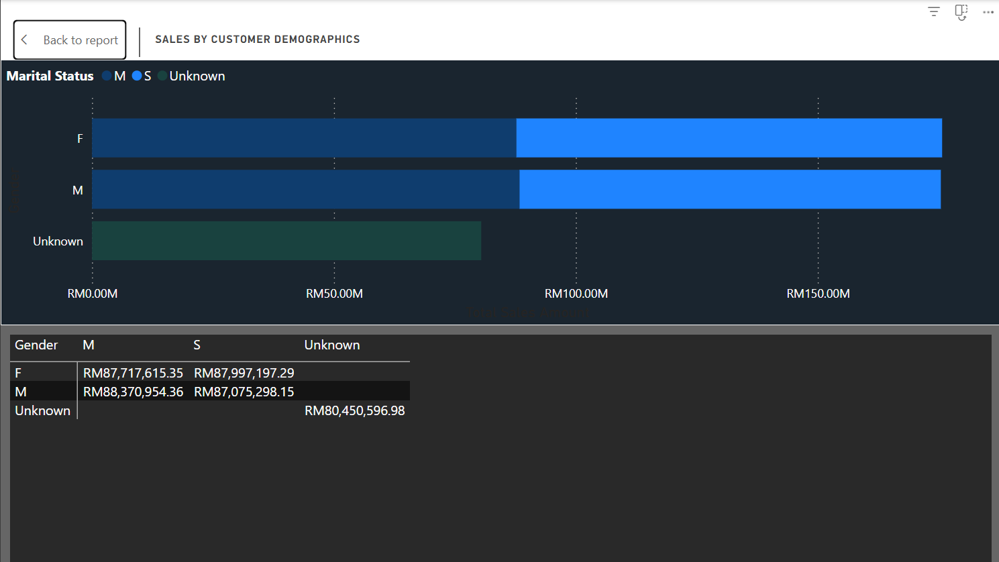 Back to report
SALES BY CUSTOMER DEMOGRAPHICS
Marital Status M S Unknown
F
M
Unknown
RM0.00M RM50.00M RM100.00M RM150.00M
Gender M S Unknown
F RM87,717,615.35 RM87,997,197.29
M RM88,370,954.36 RM87,075,298.15
Unknown RM80,450,596.98